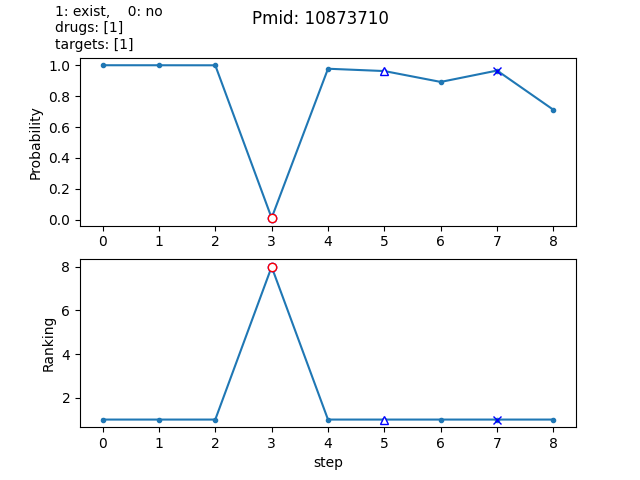 1: exist,    0: no
drugs: [1]
targets: [1]
Pmid: 10873710
Probability
1.0
0.8
0.6
0.4
0.2
0.0
0 1 2 3 4 5 6 7 8
Ranking
8
6
4
2
0 1 2 3 4 5 6 7 8
step